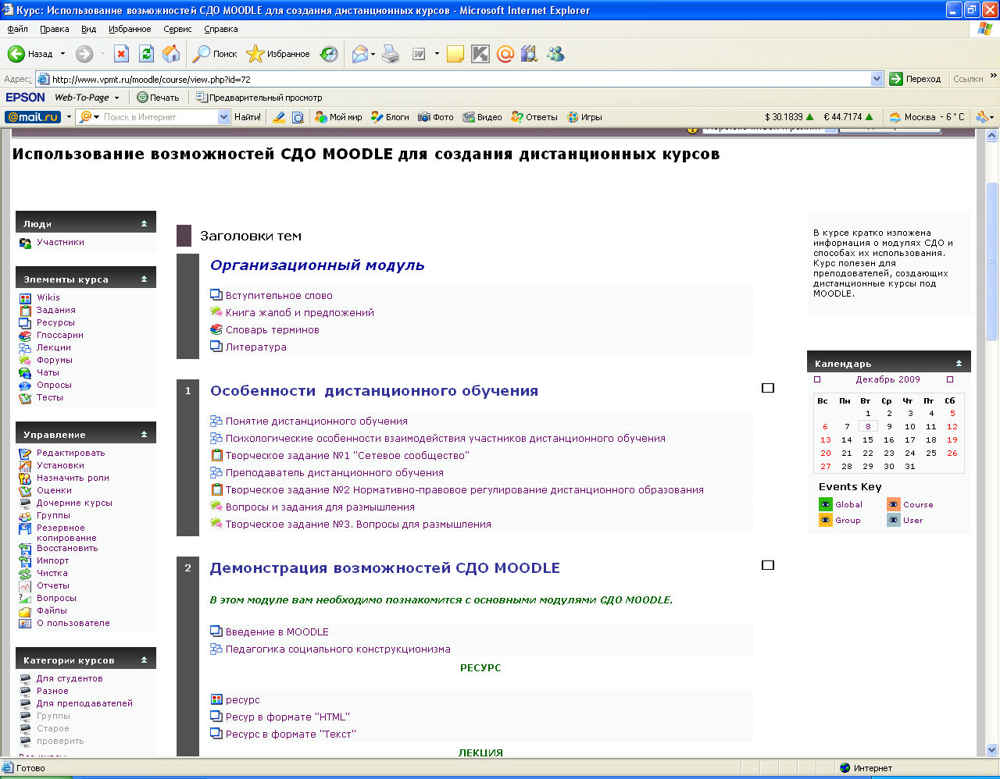 Курс: Использование возможностей СДО MOODLE для создания дистанционных курсов - Microsoft Internet Explorer
Файл Правка Вид Избранное Сервис Справка
Назад Поиск Избранное
Адрес: http://www.vpmt.ru/moodle/course/view.php?id=72 Переход Ссылки »
EPSON Web-To-Page Печать Предварительный просмотр
@mail.ru Поиск в Интернет Найти! Мой мир Блоги Фото Видео Ответы Игры $ 30.1839 € 44.7174 Москва - 6 ° C
Использование возможностей СДО MOODLE для создания дистанционных курсов
Люди
Участники
Элементы курса
Wikis
Задания
Ресурсы
Глоссарии
Лекции
Форумы
Чаты
Опросы
Тесты
Управление
Редактировать
Установки
Назначить роли
Оценки
Дочерние курсы
Группы
Резервное
копирование
Восстановить
Импорт
Чистка
Отчеты
Вопросы
Файлы
О пользователе
Категории курсов
Для студентов
Разное
Для преподавателей
Группы
Старое
проверить
Заголовки тем
Организационный модуль
Вступительное слово
Книга жалоб и предложений
Словарь терминов
Литература
1 Особенности дистанционного обучения
Понятие дистанционного обучения
Психологические особенности взаимодействия участников дистанционного обучения
Творческое задание №1 "Сетевое сообщество"
Преподаватель дистанционного обучения
Творческое задание №2 Нормативно-правовое регулирование дистанционного образования
Вопросы и задания для размышления
Творческое задание №3. Вопросы для размышления
2 Демонстрация возможностей СДО MOODLE
В этом модуле вам необходимо познакомится с основными модулями СДО MOODLE.
Введение в MOODLE
Педагогика социального конструкционизма
РЕСУРС
ресурс
Ресур в формате "HTML"
Ресурс в формате "Текст"
ЛЕКЦИЯ
В курсе кратко изложена
информация о модулях СДО и
способах их использования.
Курс полезен для
преподователей, создающих
дистанционные курсы под
MOODLE.
Календарь
Декабрь 2009
Вс Пн Вт Ср Чт Пт Сб
1 2 3 4 5
6 7 8 9 10 11 12
13 14 15 16 17 18 19
20 21 22 23 24 25 26
27 28 29 30 31
Events Key
Global Course
Group User
Готово Интернет